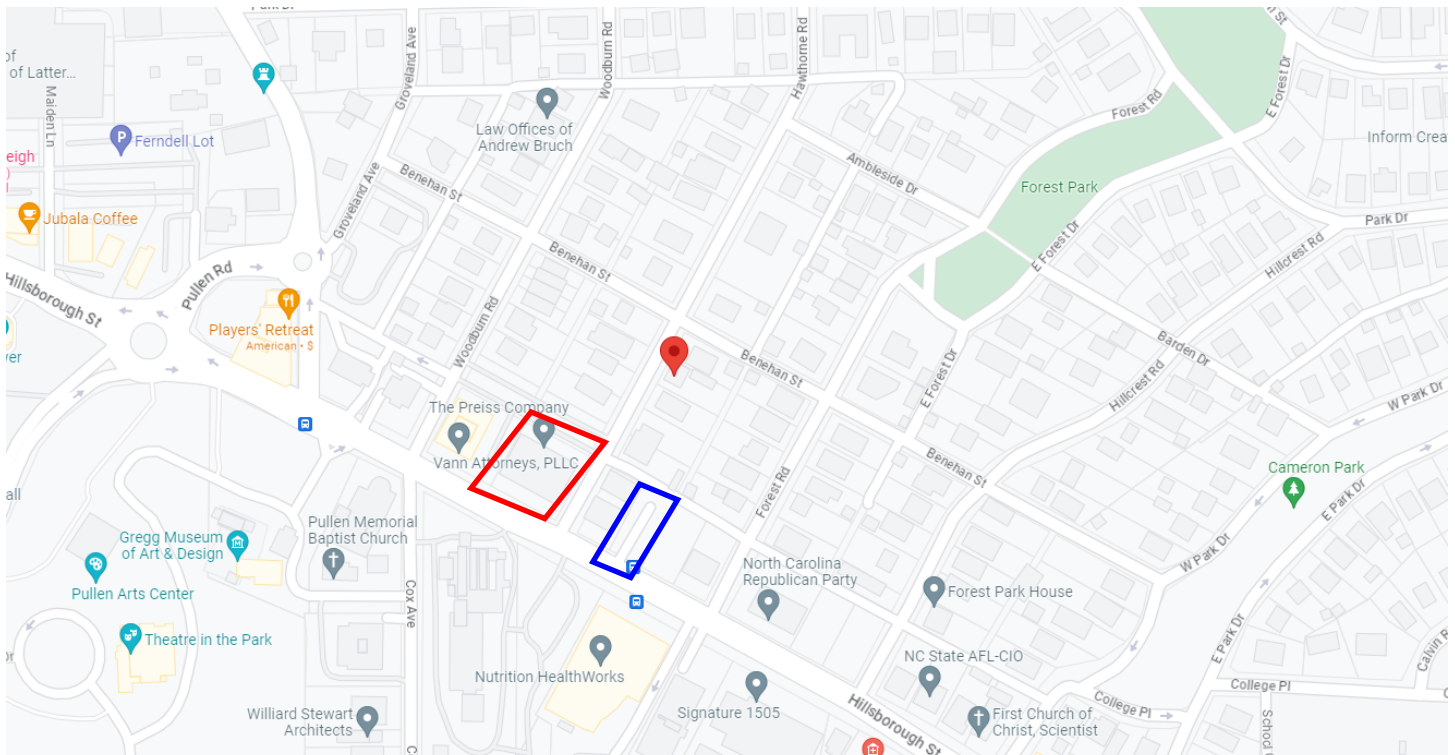 Park Dr
Hawthorne Rd
Woodburn Rd
Groveland Ave
E Forest Dr
of
of Latter...
Maiden Ln
Ferndell Lot
Law Offices of
Andrew Bruch
Forest Rd
Inform Crea
eigh
Jubala Coffee
Benehan St
Ambleside Dr
Forest Park
Groveland Ave
Park Dr
Hillcrest Rd
E Forest Dr
Benehan St
Pullen Rd
Hillsborough St
Players' Retreat
American • $
Woodburn Rd
Barden Dr
Benehan St
E Forest Dr
Hillcrest Rd
W Park Dr
The Preiss Company
Vann Attorneys, PLLC
Benehan St
Cameron Park
Forest Rd
E Park Dr
all
Pullen Memorial
Baptist Church
Gregg Museum
of Art & Design
W Park Dr
North Carolina
Republican Party
Pullen Arts Center
Cox Ave
Forest Park House
Theatre in the Park
E Park Dr
NC State AFL-CIO
Nutrition HealthWorks
College Pl
College Pl
Hillsborough St
Signature 1505
Williard Stewart
Architects
First Church of
Christ, Scientist